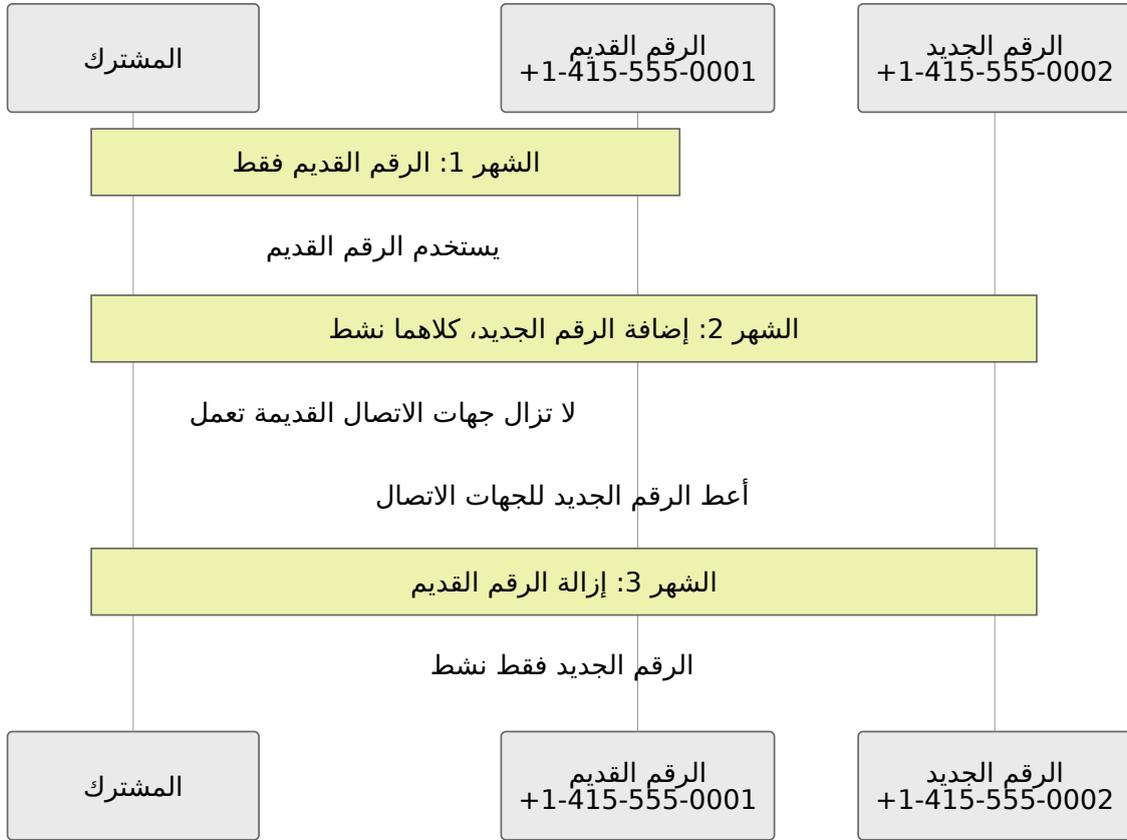 المشترك
الرقم القديم
+1-415-555-0001
الرقم الجديد
+1-415-555-0002
الشهر 1: الرقم القديم فقط
يستخدم الرقم القديم
الشهر 2: إضافة الرقم الجديد، كلاهما نشط
لا تزال جهات الاتصال القديمة تعمل
أعط الرقم الجديد للجهات الاتصال
الشهر 3: إزالة الرقم القديم
الرقم الجديد فقط نشط
المشترك
الرقم القديم
+1-415-555-0001
الرقم الجديد
+1-415-555-0002